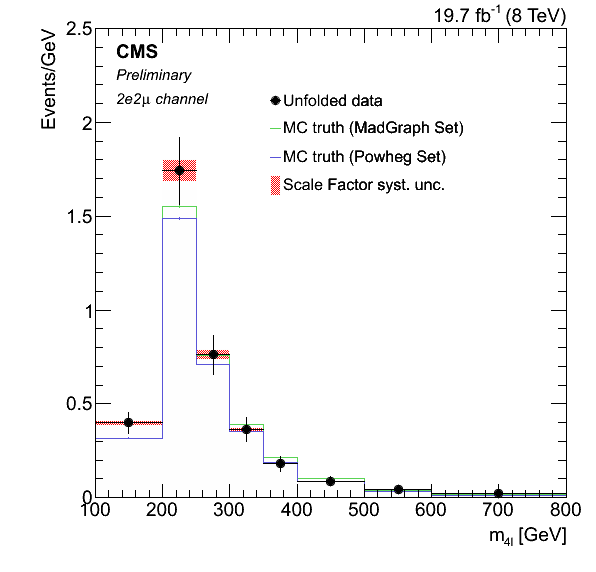 19.7 fb⁻¹ (8 TeV)
Events/GeV
CMS
Preliminary
2e2μ channel
Unfolded data
MC truth (MadGraph Set)
MC truth (Powheg Set)
Scale Factor syst. unc.
2.5
2
1.5
1
0.5
0
100 200 300 400 500 600 700 800
m4l [GeV]